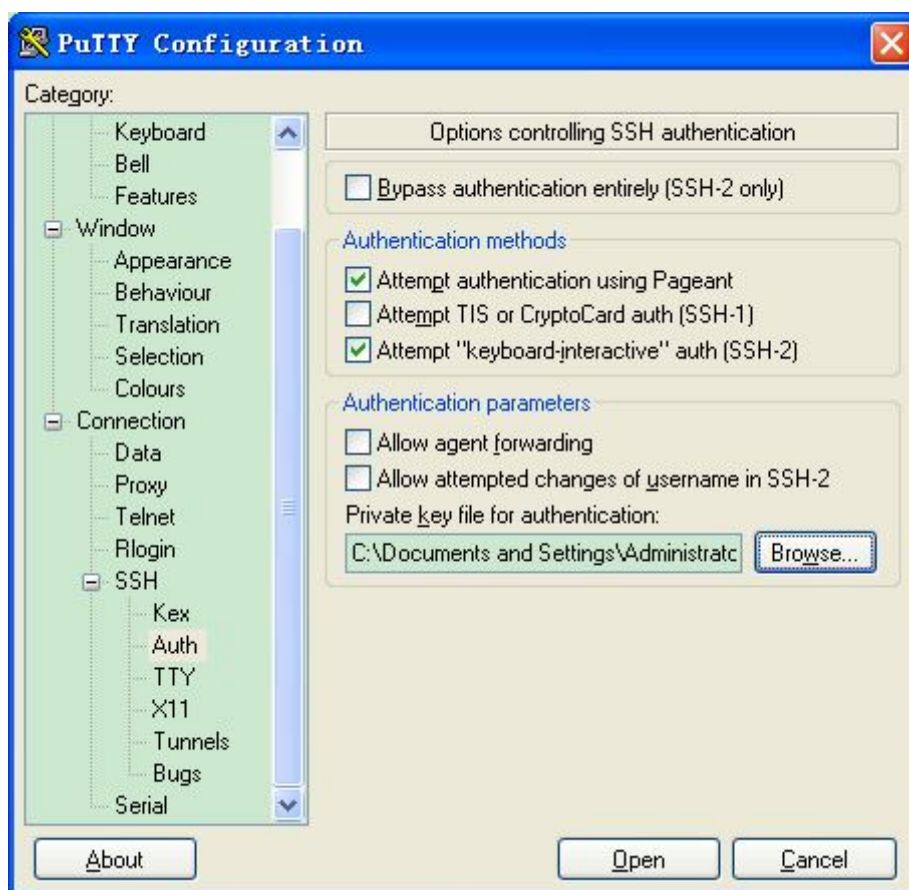 PuTTY Configuration
Category:
Keyboard
Bell
Features
Window
Appearance
Behaviour
Translation
Selection
Colours
Connection
Data
Proxy
Telnet
Rlogin
SSH
Kex
Auth
TTY
X11
Tunnels
Bugs
Serial
Options controlling SSH authentication
Bypass authentication entirely (SSH-2 only)
Authentication methods
Attempt authentication using Pageant
Attempt TIS or CryptoCard auth (SSH-1)
Attempt "keyboard-interactive" auth (SSH-2)
Authentication parameters
Allow agent forwarding
Allow attempted changes of username in SSH-2
Private key file for authentication:
C:\Documents and Settings\Administratc Browse...
About Open Cancel